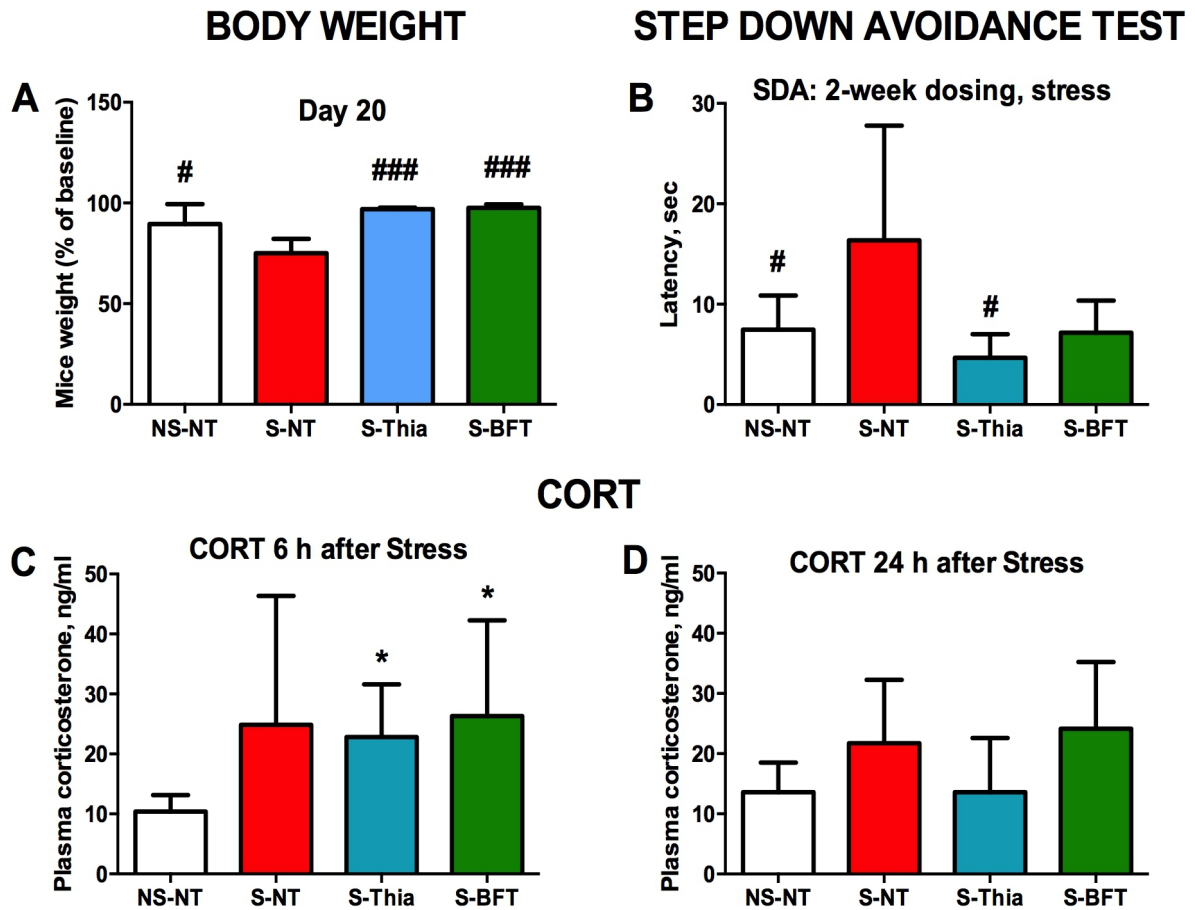 BODY WEIGHT
STEP DOWN AVOIDANCE TEST
A
Day 20
Mice weight (% of baseline)
150
100
50
0
# ### ###
NS-NT S-NT S-Thia S-BFT
B
SDA: 2-week dosing, stress
Latency, sec
30
20
10
0
# #
NS-NT S-NT S-Thia S-BFT
CORT
C
CORT 6 h after Stress
Plasma corticosterone, ng/ml
50
40
30
20
10
0
* *
NS-NT S-NT S-Thia S-BFT
D
CORT 24 h after Stress
Plasma corticosterone, ng/ml
50
40
30
20
10
0
NS-NT S-NT S-Thia S-BFT